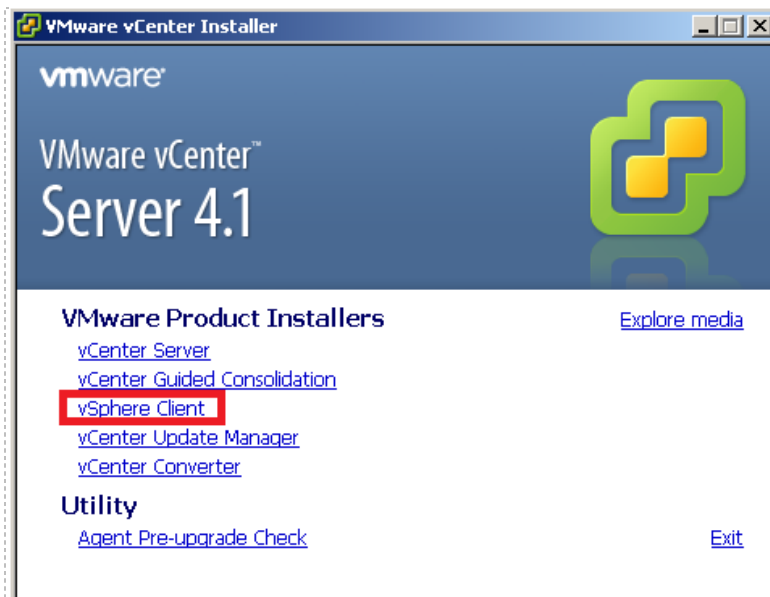 VMware vCenter Installer
vmware
VMware vCenter™
Server 4.1
VMware Product Installers
Explore media
vCenter Server
vCenter Guided Consolidation
vSphere Client
vCenter Update Manager
vCenter Converter
Utility
Agent Pre-upgrade Check
Exit